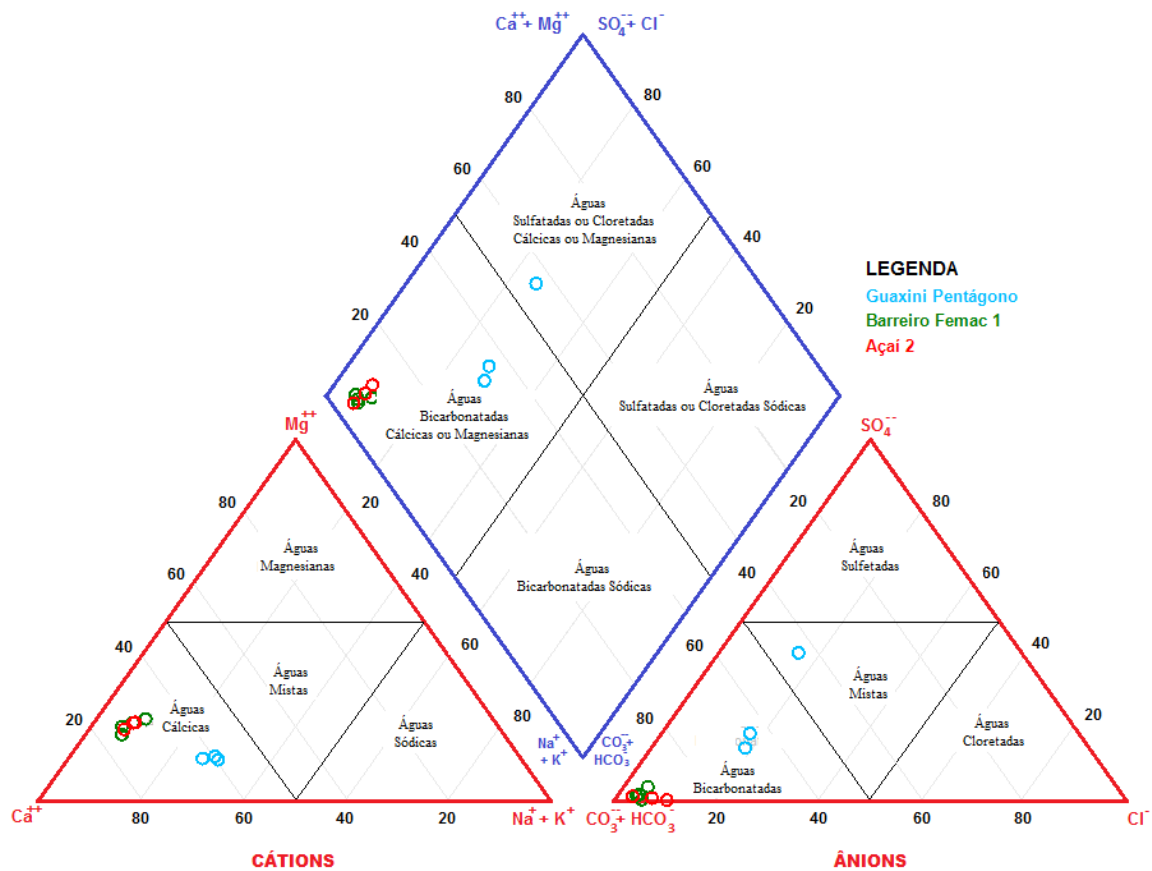 Ca++ + Mg++ SO4-- + Cl-
80 80
60 60
Águas
Sulfatadas ou Cloretadas
Cálcicas ou Magnesianas
40 40
LEGENDA
Guaxini Pentágono
Barreiro Femac 1
Açaí 2
20 20
Águas
Sulfatadas ou Cloretadas Sódicas
Águas
Bicarbonatadas
Cálcicas ou Magnesianas
Mg++ SO4--
80 20 20 80
Águas
Magnesianas
Águas
Sulfetadas
Águas
Bicarbonatadas Sódicas
60 40 40 60
40 60 60 40
Águas
Mistas
Águas
Mistas
20 80 80 20
Águas
Cálcicas
Águas
Sódicas
Águas
Cloretadas
Na+ + K+
CO3-- + HCO3-
Águas
Bicarbonatadas
Ca++ 80 60 40 20 Na+ + K+
CO3-- + HCO3- 20 40 60 80 Cl-
CÁTIONS ÂNIONS